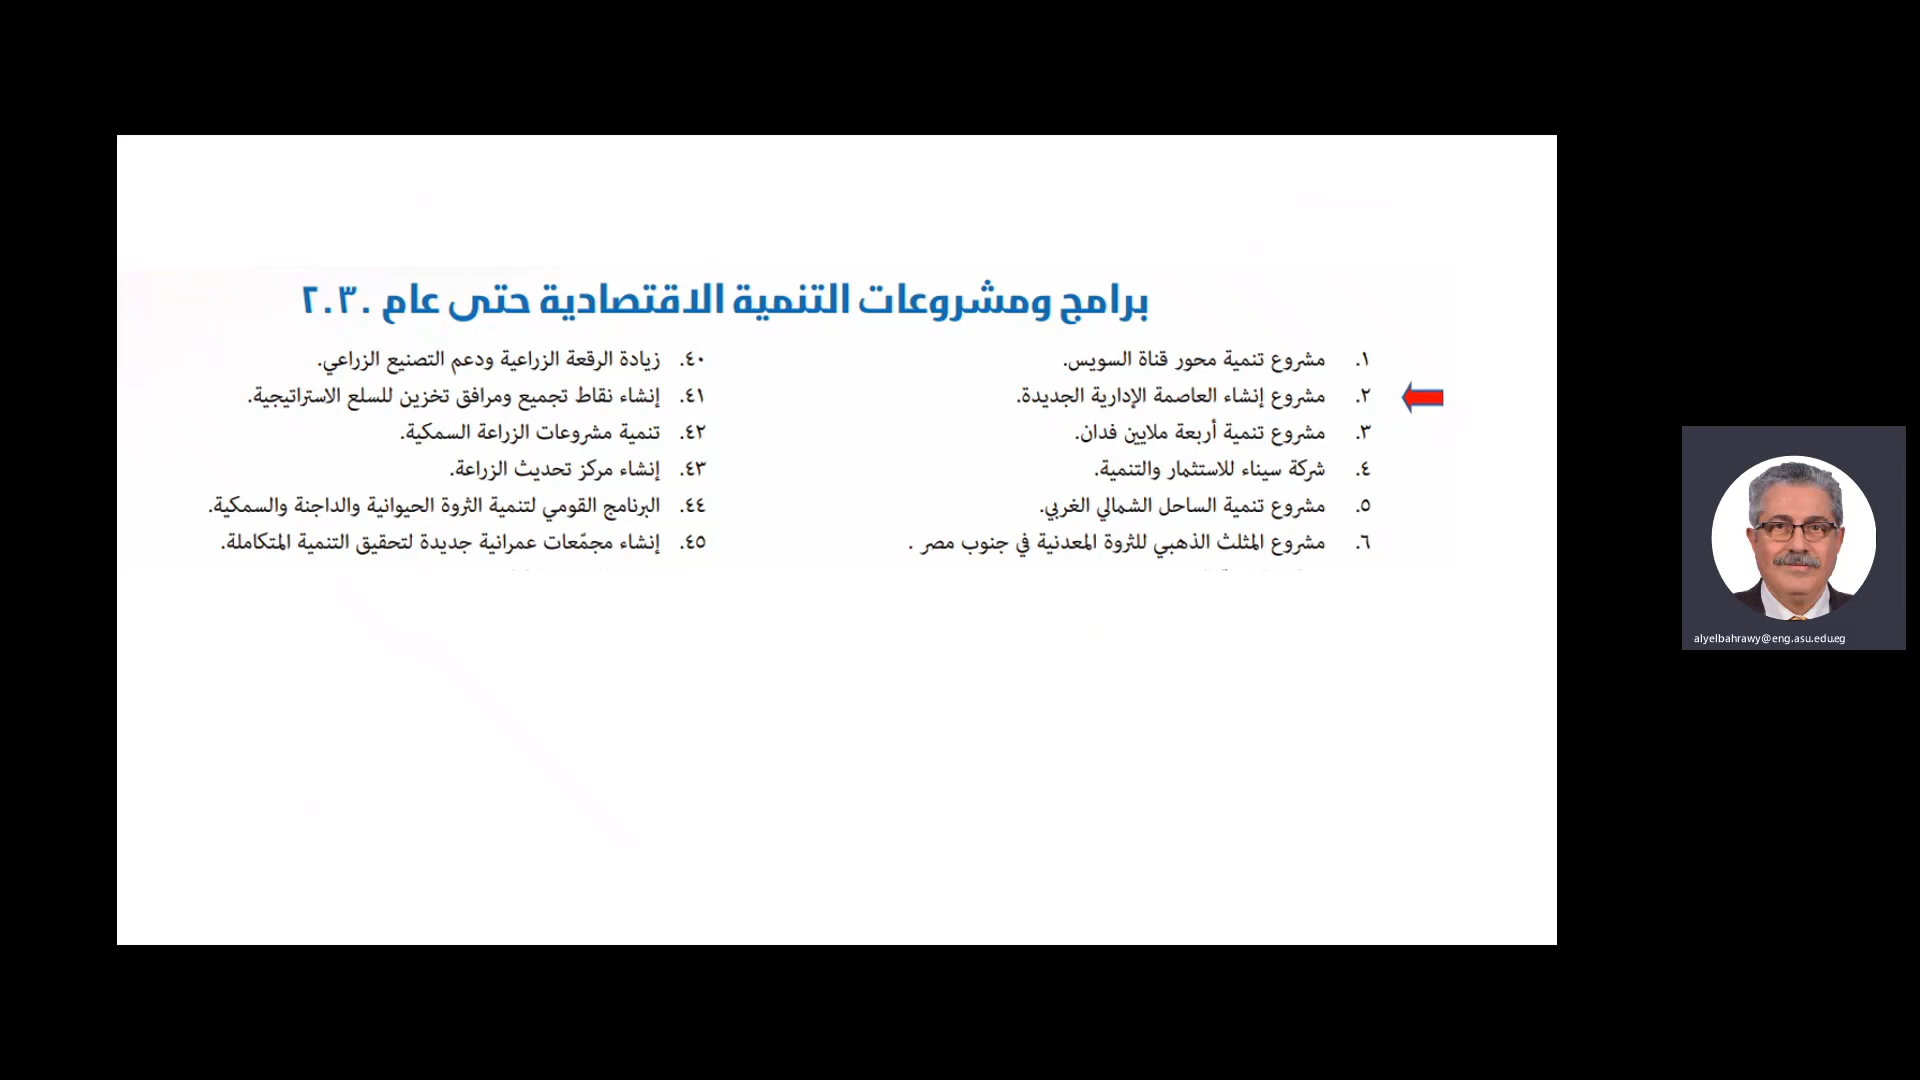 برامج ومشروعات التنمية الاقتصادية حتى عام ٢٠٣٠
١. مشروع تنمية محور قناة السويس.
٢. مشروع إنشاء العاصمة الإدارية الجديدة.
٣. مشروع تنمية أربعة ملايين فدان.
٤. شركة سيناء للاستثمار والتنمية.
٥. مشروع تنمية الساحل الشمالي الغربي.
٦. مشروع المثلث الذهبي للثروة المعدنية في جنوب مصر .
٤٠. زيادة الرقعة الزراعية ودعم التصنيع الزراعي.
٤١. إنشاء نقاط تجميع ومرافق تخزين للسلع الاستراتيجية.
٤٢. تنمية مشروعات الزراعة السمكية.
٤٣. إنشاء مركز تحديث الزراعة.
٤٤. البرنامج القومي لتنمية الثروة الحيوانية والداجنة والسمكية.
٤٥. إنشاء مجمّعات عمرانية جديدة لتحقيق التنمية المتكاملة.
alyelbahrawy@eng.asu.edu.eg